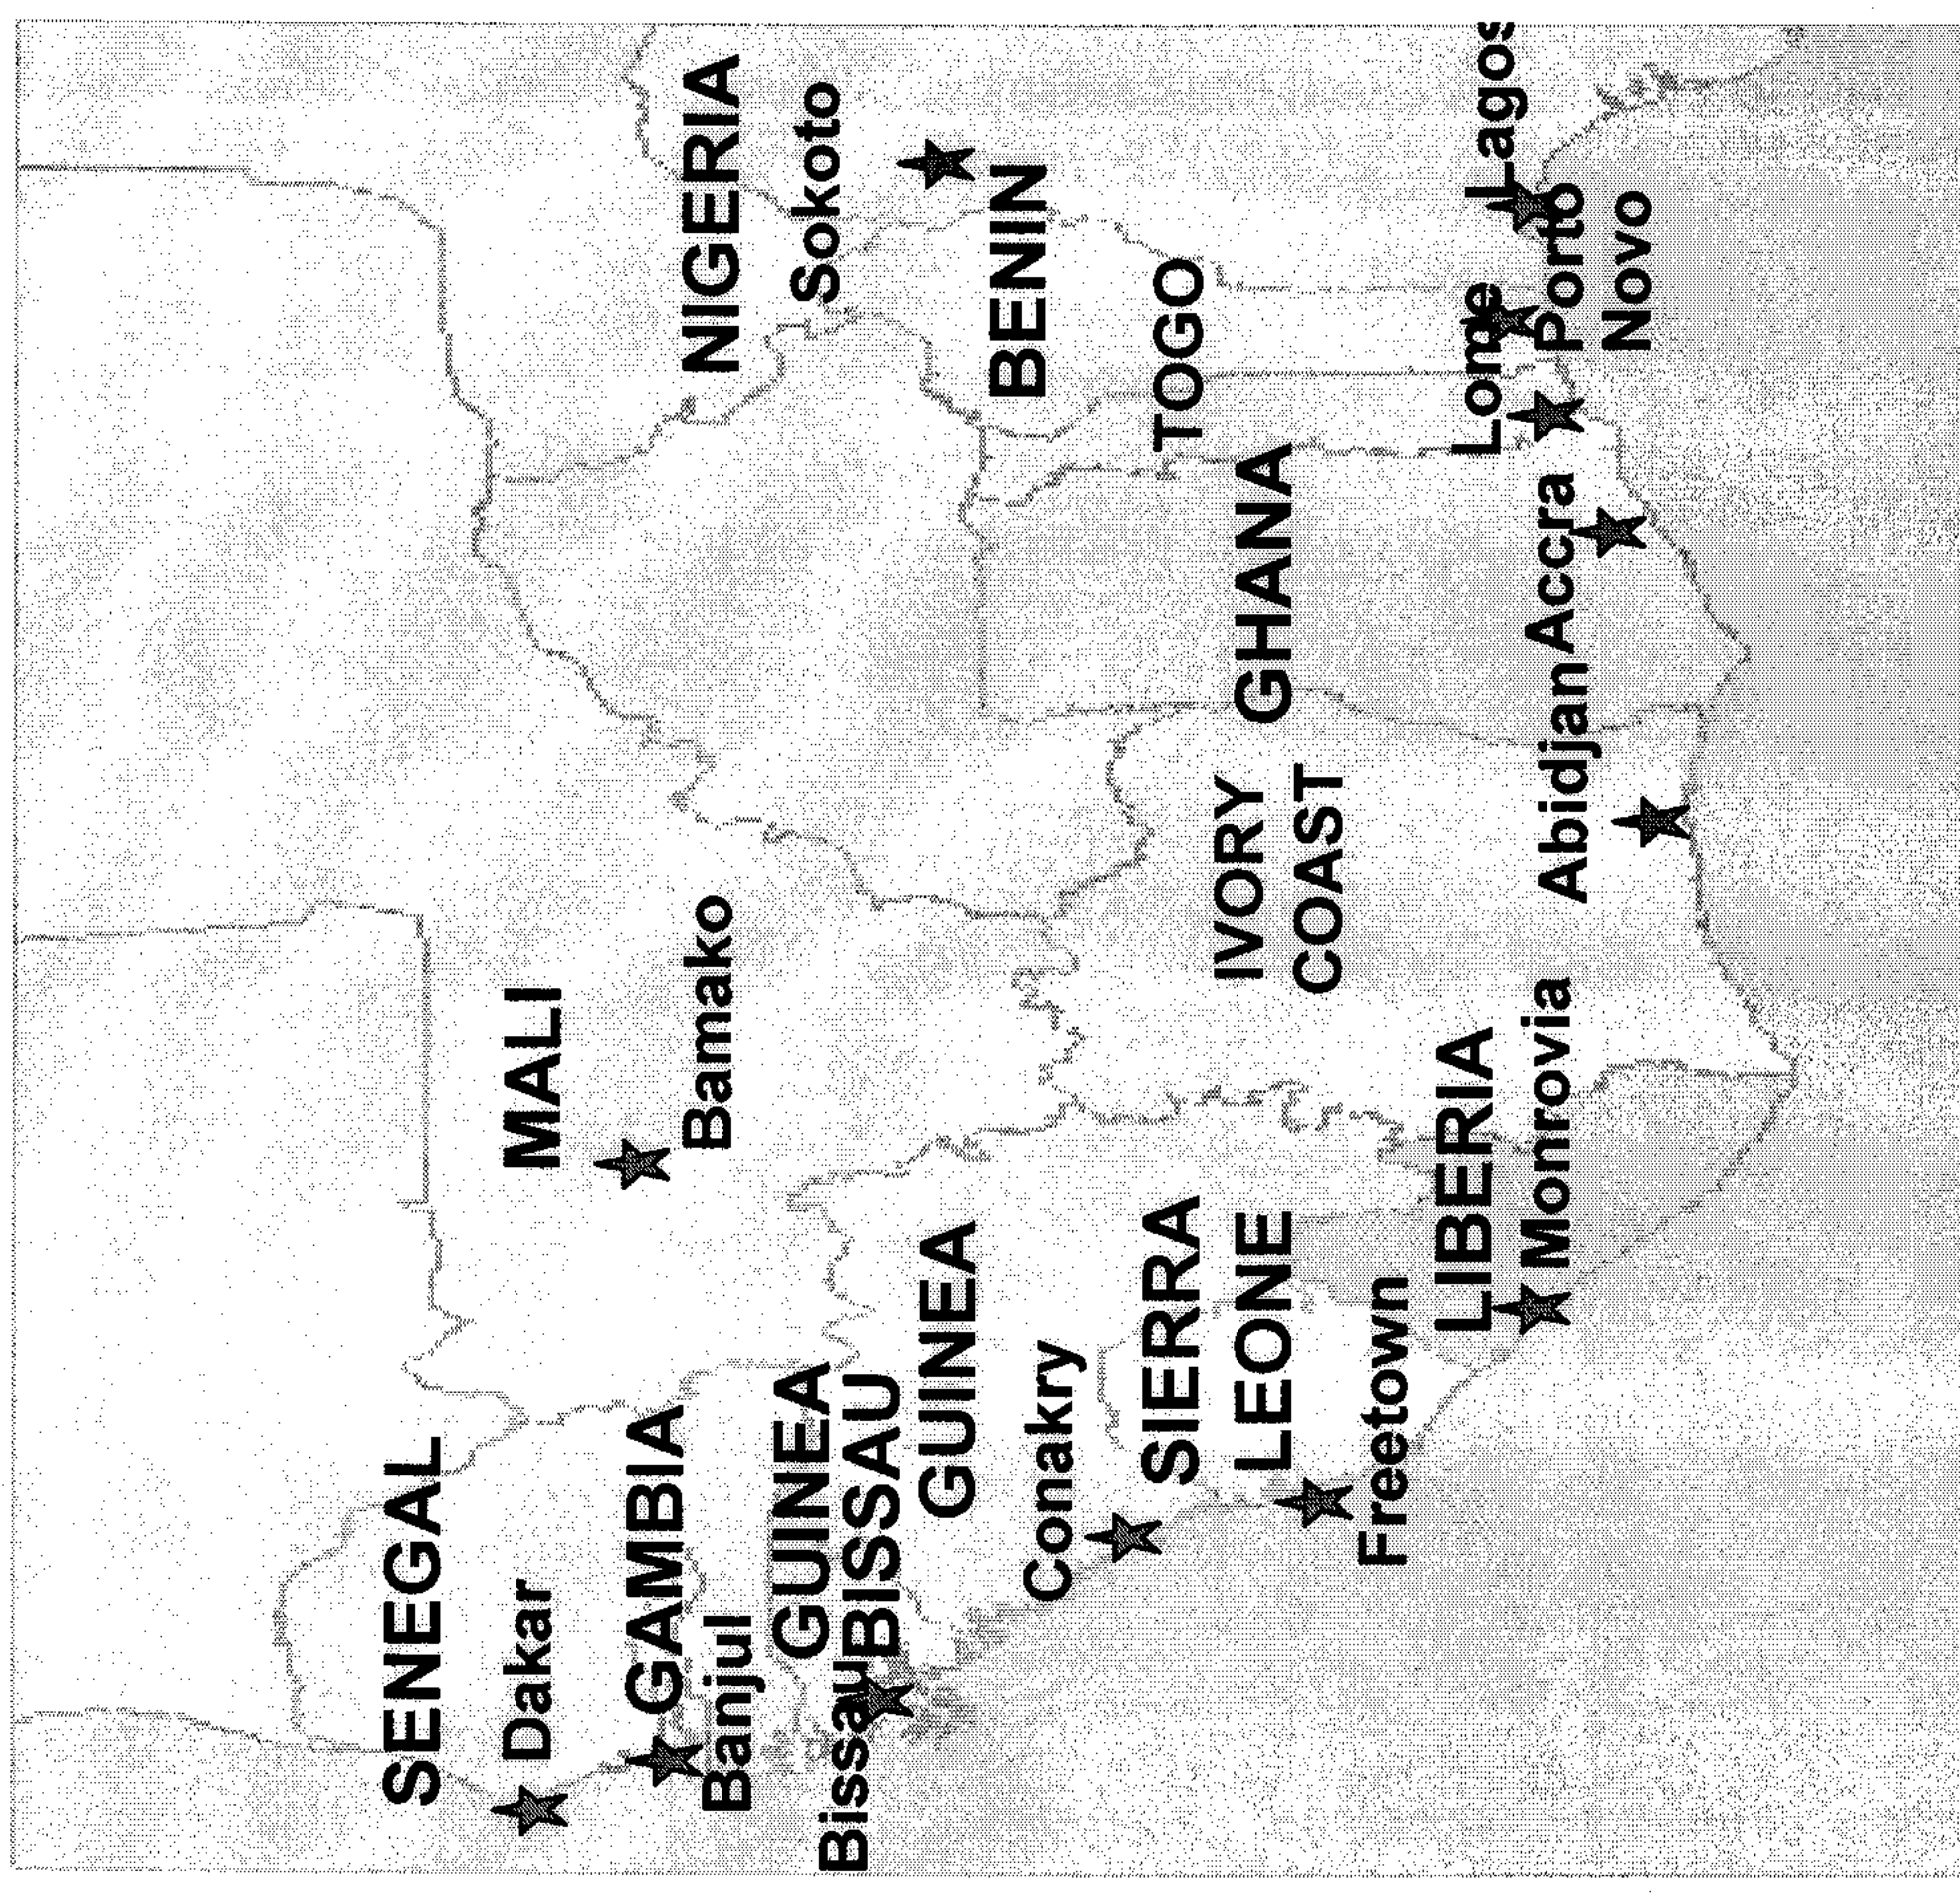 SENEGAL
Dakar
MALI
Bamako
GAMBIA
Banjul
NIGERIA
Sokoto
GUINEA
BISSAU
Bissau
GUINEA
Conakry
BENIN
TOGO
SIERRA
LEONE
Freetown
IVORY
COAST
GHANA
LIBERIA
Monrovia
Abidjan
Accra
Lome
Porto
Novo
Lagos